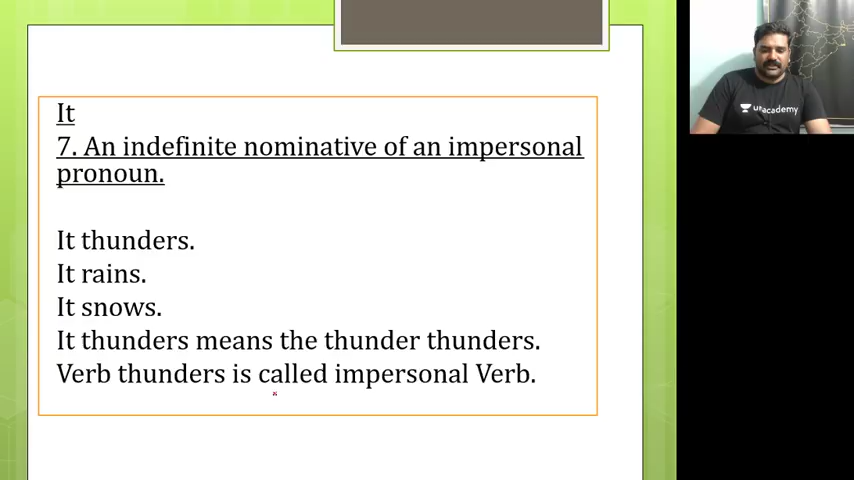 It
7. An indefinite nominative of an impersonal
pronoun.
It thunders.
It rains.
It snows.
It thunders means the thunder thunders.
Verb thunders is called impersonal Verb.
unacademy